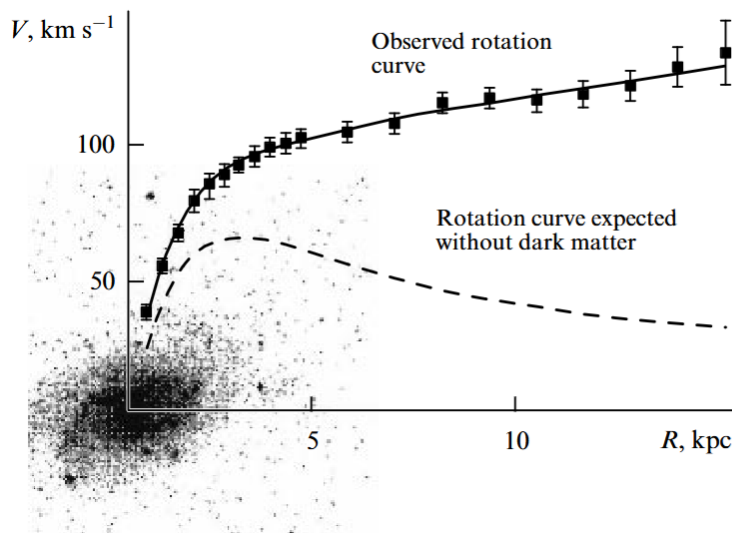 V, km s⁻¹
Observed rotation
curve
100
Rotation curve expected
without dark matter
50
5
10
R, kpc